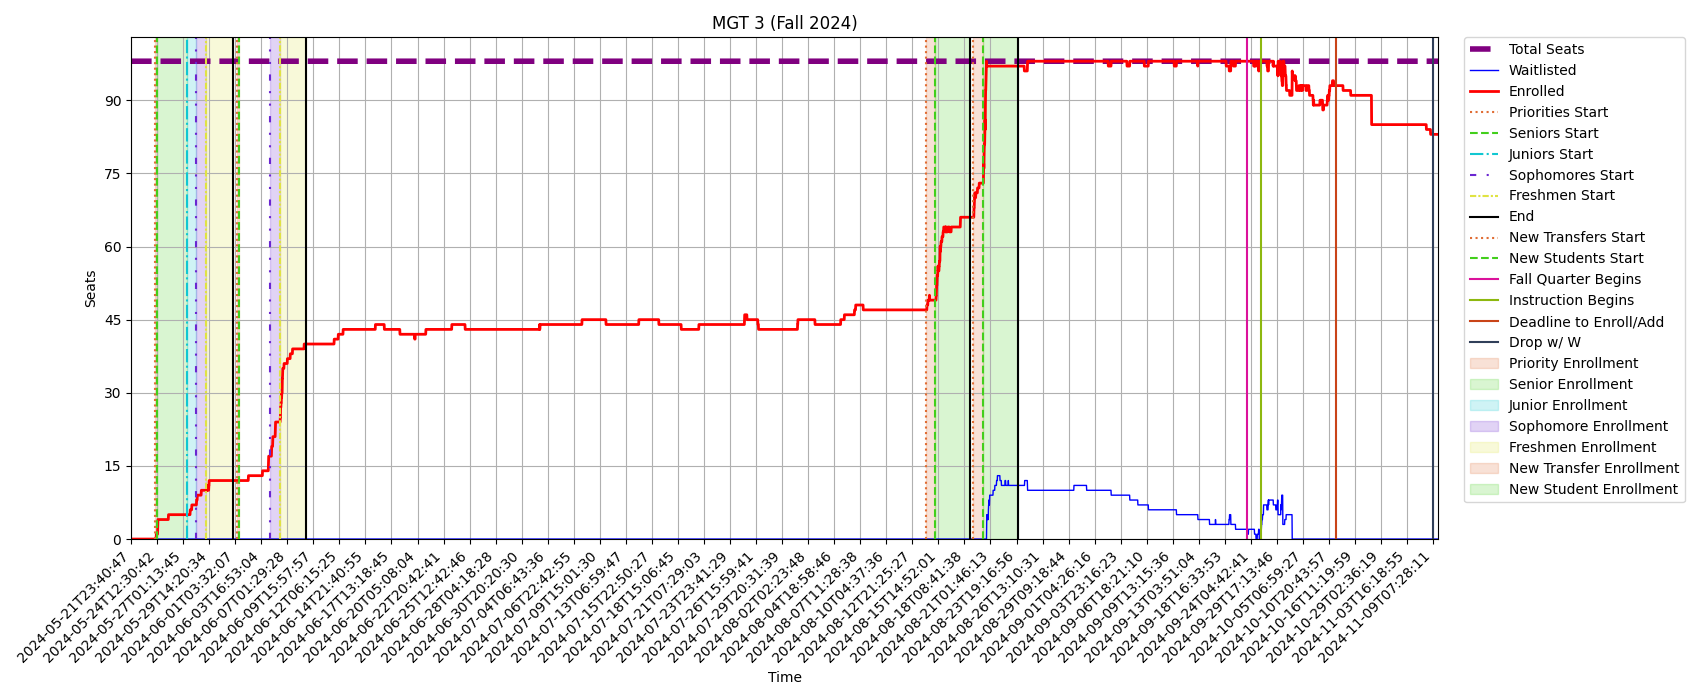 MGT 3 (Fall 2024)
Seats
90
75
60
45
30
15
0
2024-05-21T23:40:47
2024-05-24T12:30:42
2024-05-27T01:13:45
2024-05-29T14:20:34
2024-06-01T03:32:07
2024-06-03T16:53:04
2024-06-07T01:29:28
2024-06-09T15:57:57
2024-06-12T06:15:25
2024-06-14T21:40:55
2024-06-17T13:18:45
2024-06-20T05:08:04
2024-06-22T20:42:41
2024-06-25T12:42:46
2024-06-28T04:18:28
2024-06-30T20:20:30
2024-07-04T06:43:36
2024-07-06T22:42:55
2024-07-09T15:01:30
2024-07-13T06:59:47
2024-07-15T22:50:27
2024-07-18T15:06:45
2024-07-21T07:29:03
2024-07-23T23:41:29
2024-07-26T15:59:41
2024-07-29T20:31:39
2024-08-02T02:23:48
2024-08-04T18:58:46
2024-08-07T11:28:38
2024-08-10T04:37:36
2024-08-12T21:25:27
2024-08-15T14:52:01
2024-08-18T08:41:38
2024-08-21T01:46:13
2024-08-23T19:16:50
2024-08-26T13:10:31
2024-08-29T09:18:44
2024-09-01T04:26:16
2024-09-03T23:16:23
2024-09-06T18:21:10
2024-09-09T13:15:36
2024-09-13T03:51:04
2024-09-18T16:33:53
2024-09-24T04:42:41
2024-09-29T17:13:46
2024-10-05T06:59:27
2024-10-10T20:43:57
2024-10-16T11:19:59
2024-10-29T02:36:19
2024-11-03T16:18:55
2024-11-09T07:28:11
Time
Total Seats
Waitlisted
Enrolled
Priorities Start
Seniors Start
Juniors Start
Sophomores Start
Freshmen Start
End
New Transfers Start
New Students Start
Fall Quarter Begins
Instruction Begins
Deadline to Enroll/Add
Drop w/ W
Priority Enrollment
Senior Enrollment
Junior Enrollment
Sophomore Enrollment
Freshmen Enrollment
New Transfer Enrollment
New Student Enrollment